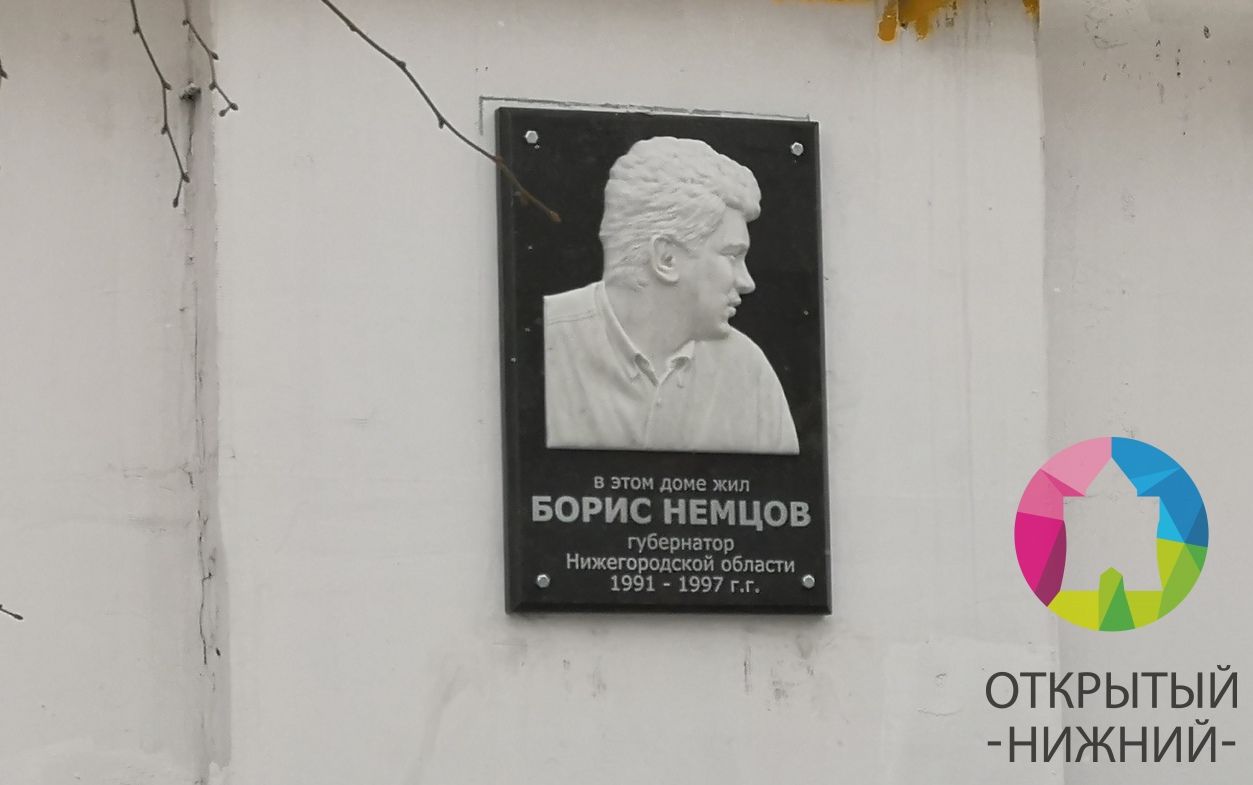 в этом доме жил
БОРИС НЕМЦОВ
губернатор
Нижегородской области
1991 - 1997 г.г.
ОТКРЫТЫЙ
-НИЖНИЙ-